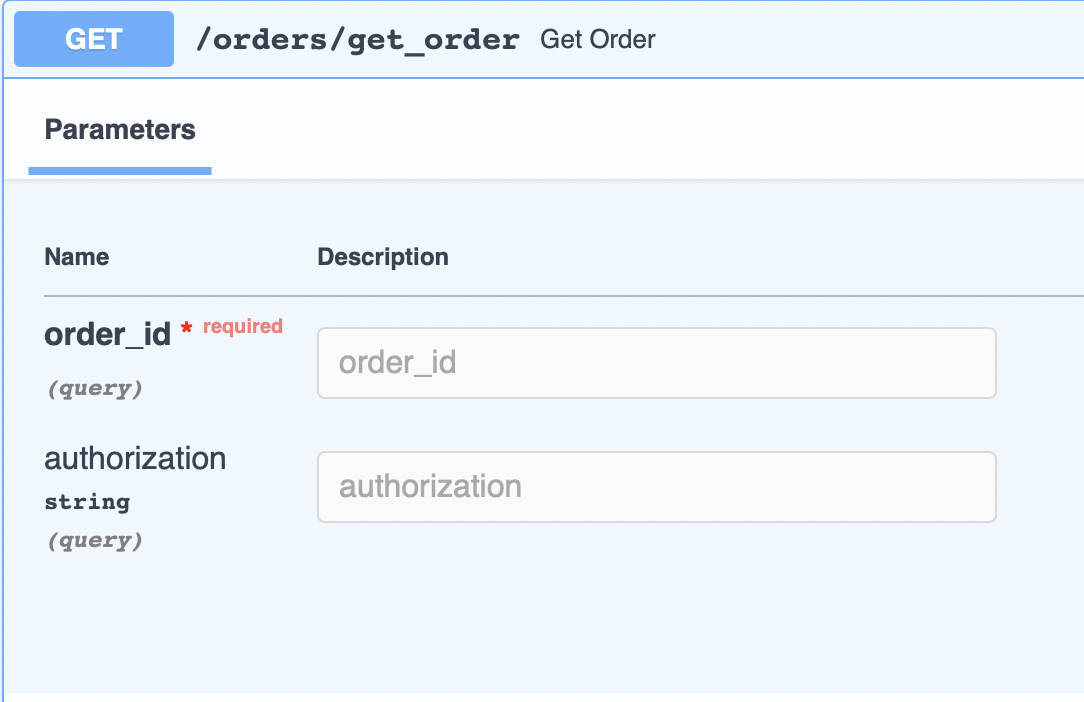 GET /orders/get_order Get Order
Parameters
Name Description
order_id * required order_id
(query)
authorization authorization
string
(query)